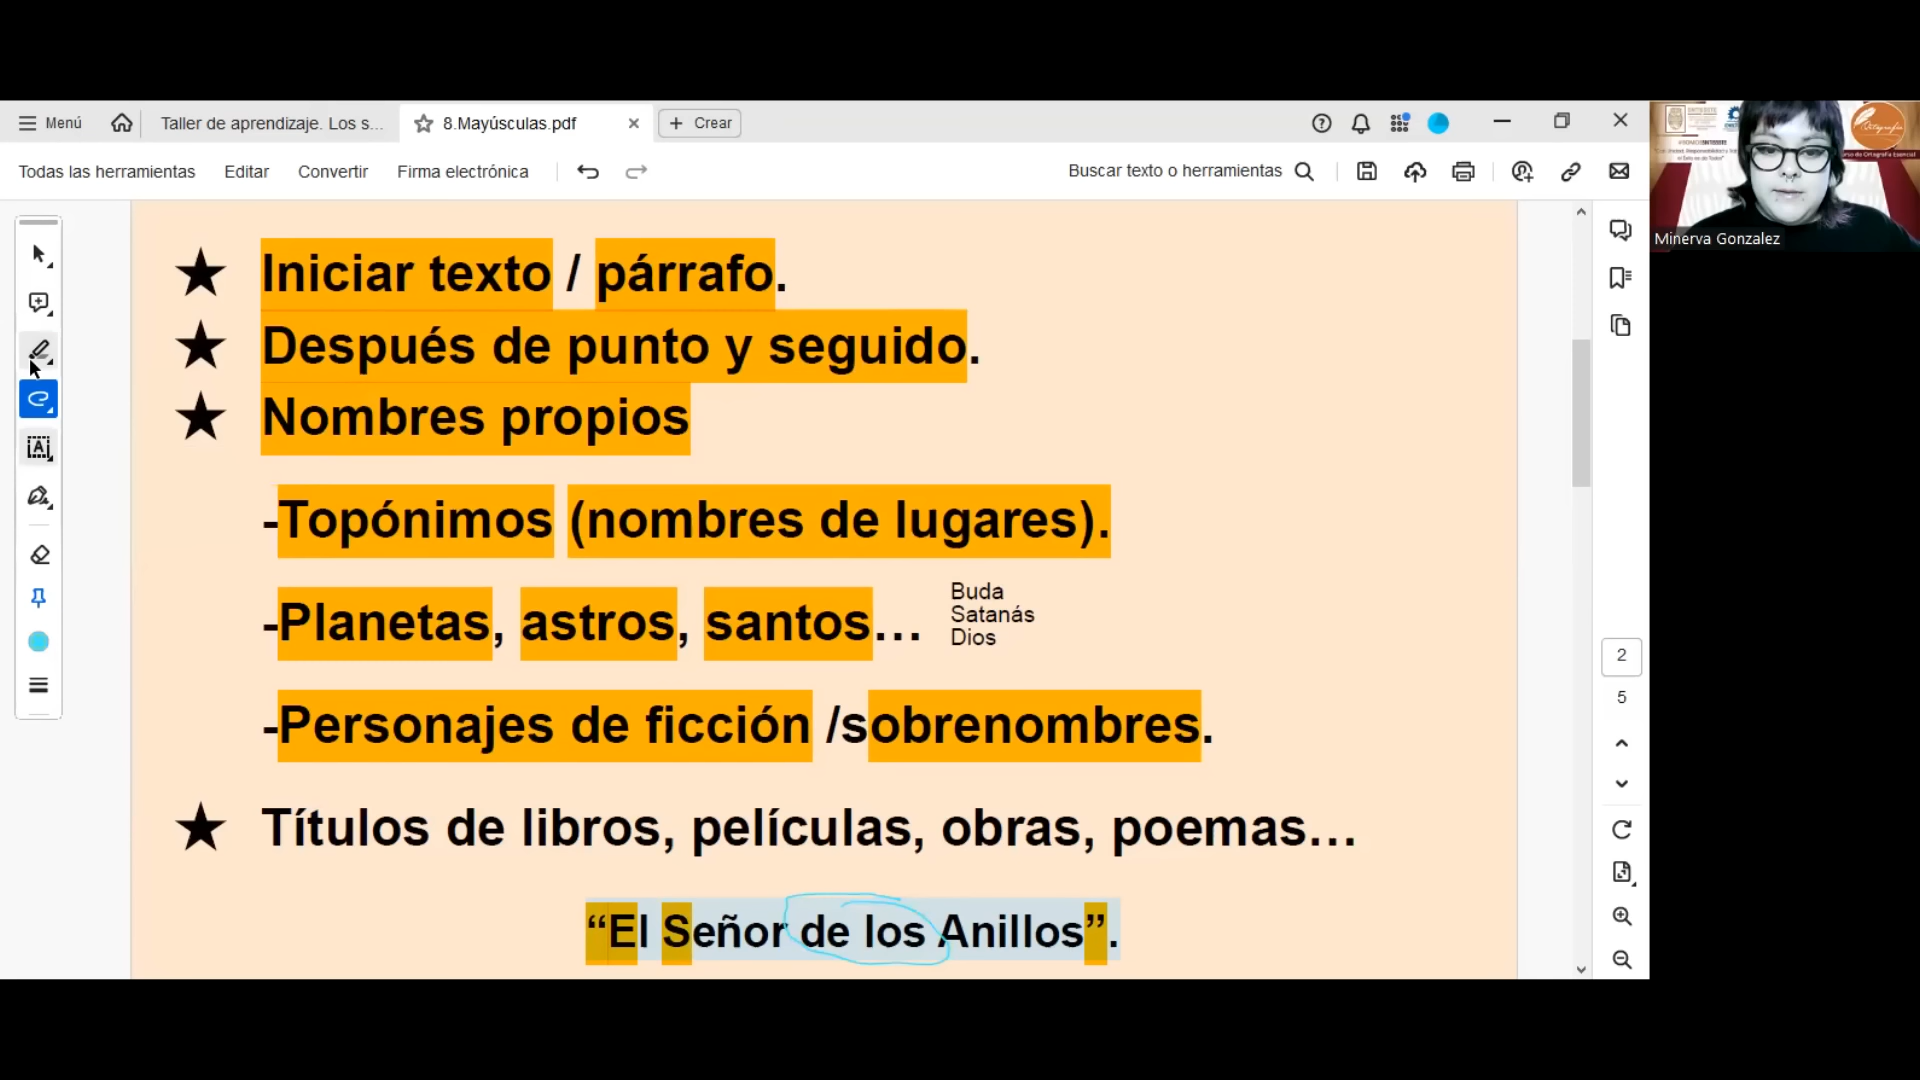 Menú
Taller de aprendizaje. Los s...
8.Mayúsculas.pdf
Crear
Todas las herramientas
Editar
Convertir
Firma electrónica
Buscar texto o herramientas
★ Iniciar texto / párrafo.
★ Después de punto y seguido.
★ Nombres propios
-Topónimos (nombres de lugares).
-Planetas, astros, santos...
Buda
Satanás
Dios
-Personajes de ficción /sobrenombres.
★ Títulos de libros, películas, obras, poemas...
“El Señor de los Anillos”.
2
5
Minerva Gonzalez